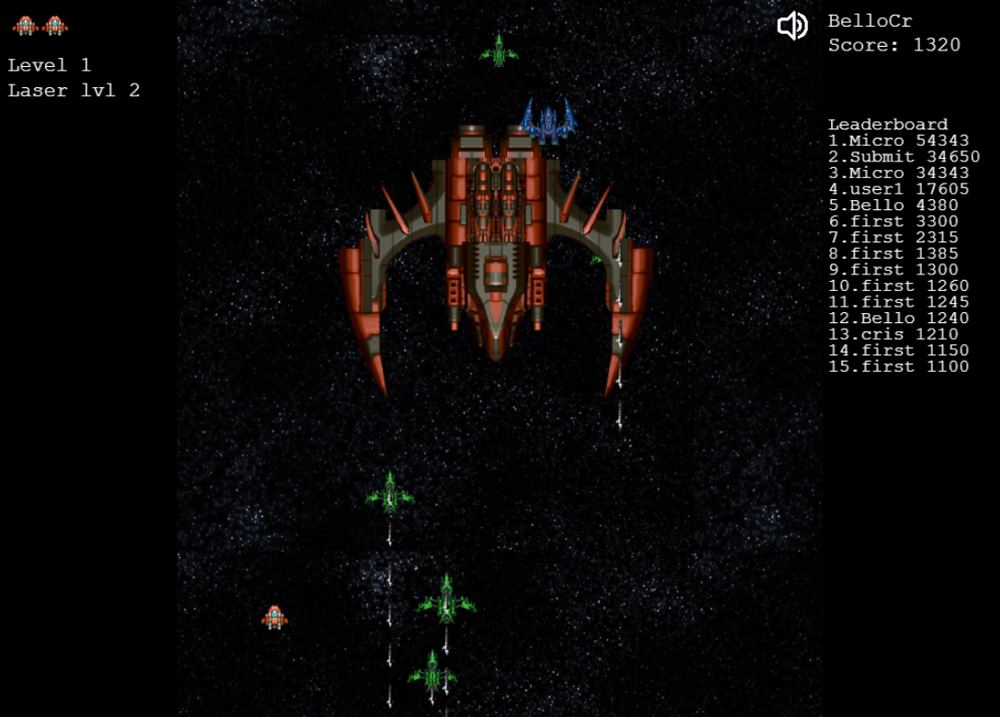 Level 1
Laser lvl 2
BelloCr
Score: 1320
Leaderboard
1.Micro 54343
2.Submit 34650
3.Micro 34343
4.user1 17605
5.Bello 4380
6.first 3300
7.first 2315
8.first 1385
9.first 1300
10.first 1260
11.first 1245
12.Bello 1240
13.cris 1210
14.first 1150
15.first 1100